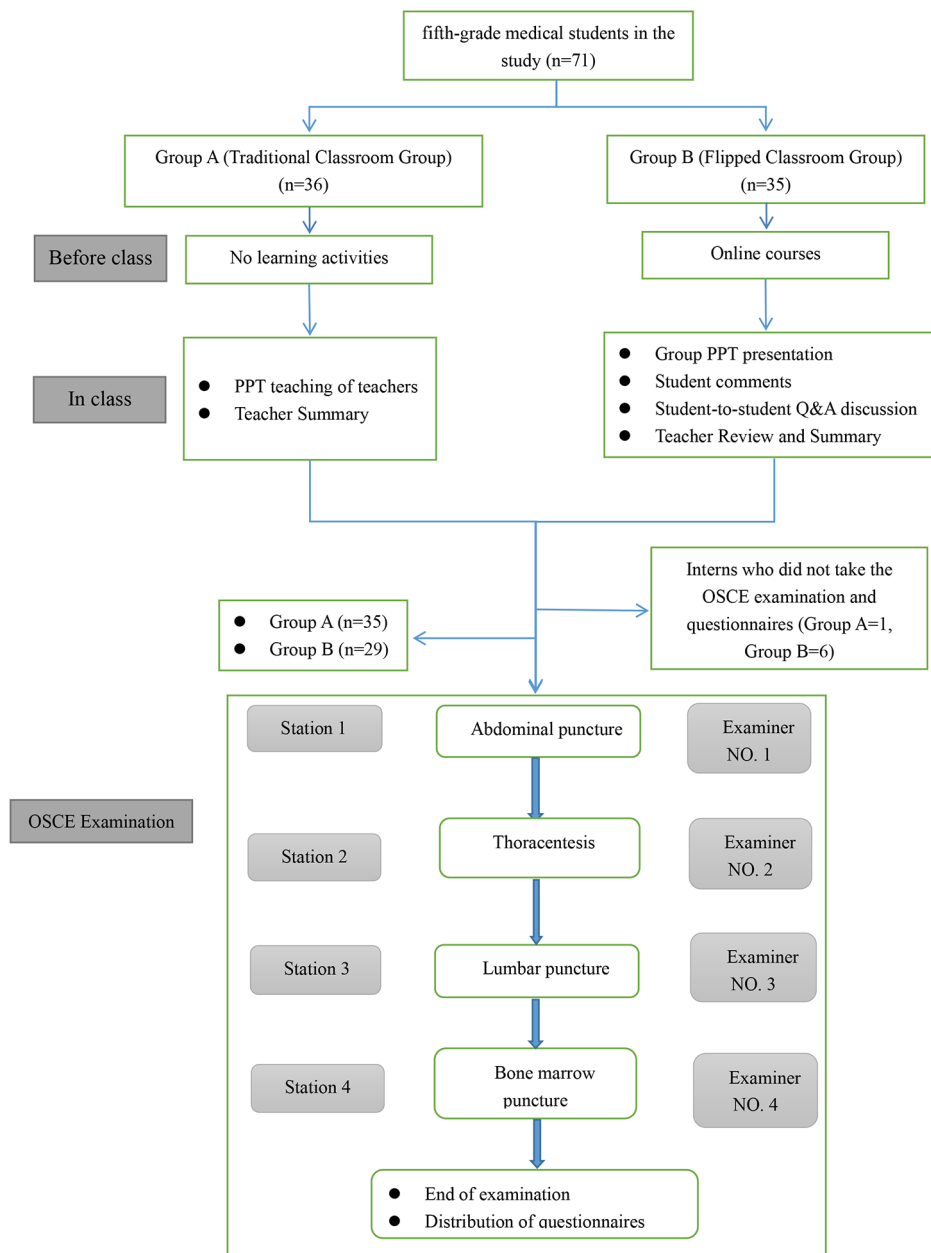 fifth-grade medical students in the
study (n=71)
Group A (Traditional Classroom Group)
(n=36)
Group B (Flipped Classroom Group)
(n=35)
Before class
No learning activities
Online courses
In class
● PPT teaching of teachers
● Teacher Summary
● Group PPT presentation
● Student comments
● Student-to-student Q&A discussion
● Teacher Review and Summary
● Group A (n=35)
● Group B (n=29)
Interns who did not take the
OSCE examination and
questionnaires (Group A=1,
Group B=6)
OSCE Examination
Station 1
Abdominal puncture
Examiner
NO. 1
Station 2
Thoracentesis
Examiner
NO. 2
Station 3
Lumbar puncture
Examiner
NO. 3
Station 4
Bone marrow
puncture
Examiner
NO. 4
● End of examination
● Distribution of questionnaires